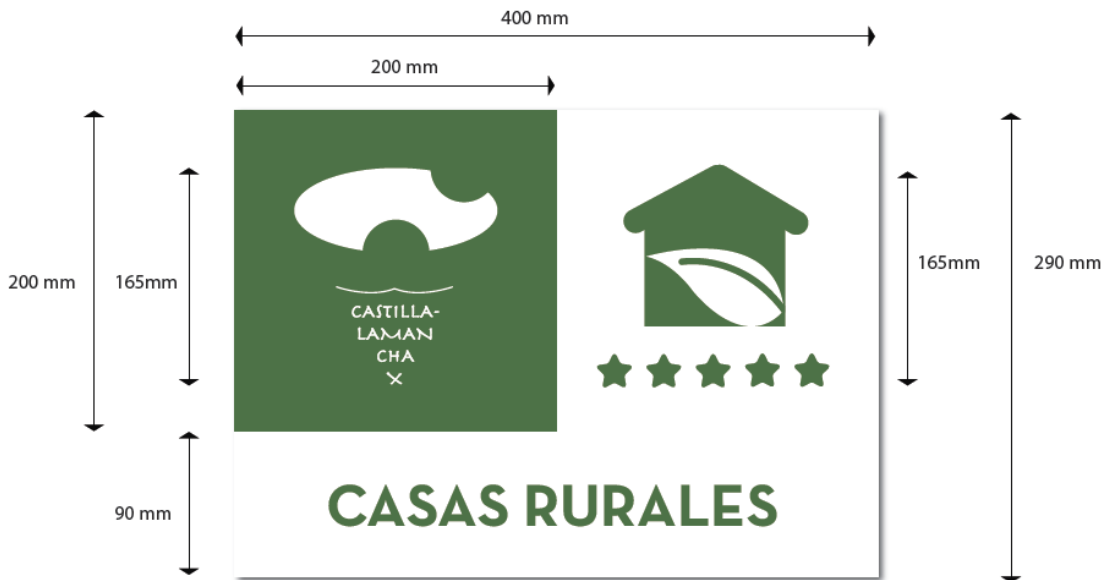 400 mm
200 mm
200 mm
165mm
165mm
290 mm
CASTILLA-
LAMAN
CHA
X
90 mm
CASAS RURALES